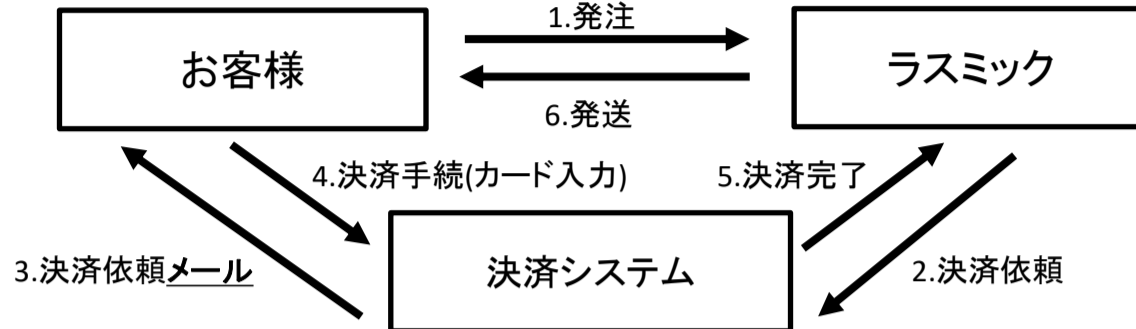 1.発注
お客様
ラスミック
6.発送
4.決済手続(カード入力)
5.決済完了
3.決済依頼メール
決済システム
2.決済依頼